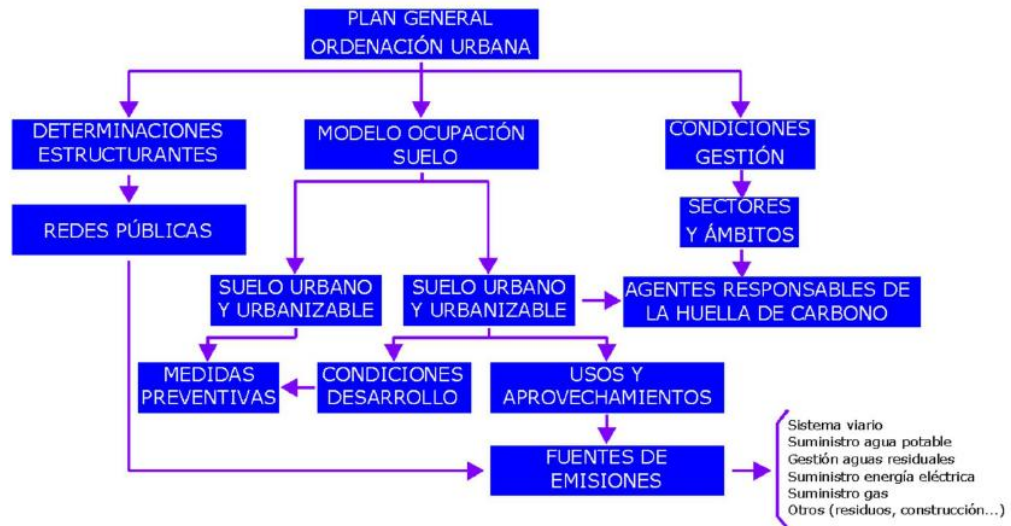 PLAN GENERAL
ORDENACIÓN URBANA
DETERMINACIONES
ESTRUCTURANTES
MODELO OCUPACIÓN
SUELO
CONDICIONES
GESTIÓN
REDES PÚBLICAS
SECTORES
Y ÁMBITOS
SUELO URBANO
Y URBANIZABLE
SUELO URBANO
Y URBANIZABLE
AGENTES RESPONSABLES DE
LA HUELLA DE CARBONO
MEDIDAS
PREVENTIVAS
CONDICIONES
DESARROLLO
USOS Y
APROVECHAMIENTOS
FUENTES DE
EMISIONES
Sistema viario
Suministro agua potable
Gestión aguas residuales
Suministro energía eléctrica
Suministro gas
Otros (residuos, construcción...)